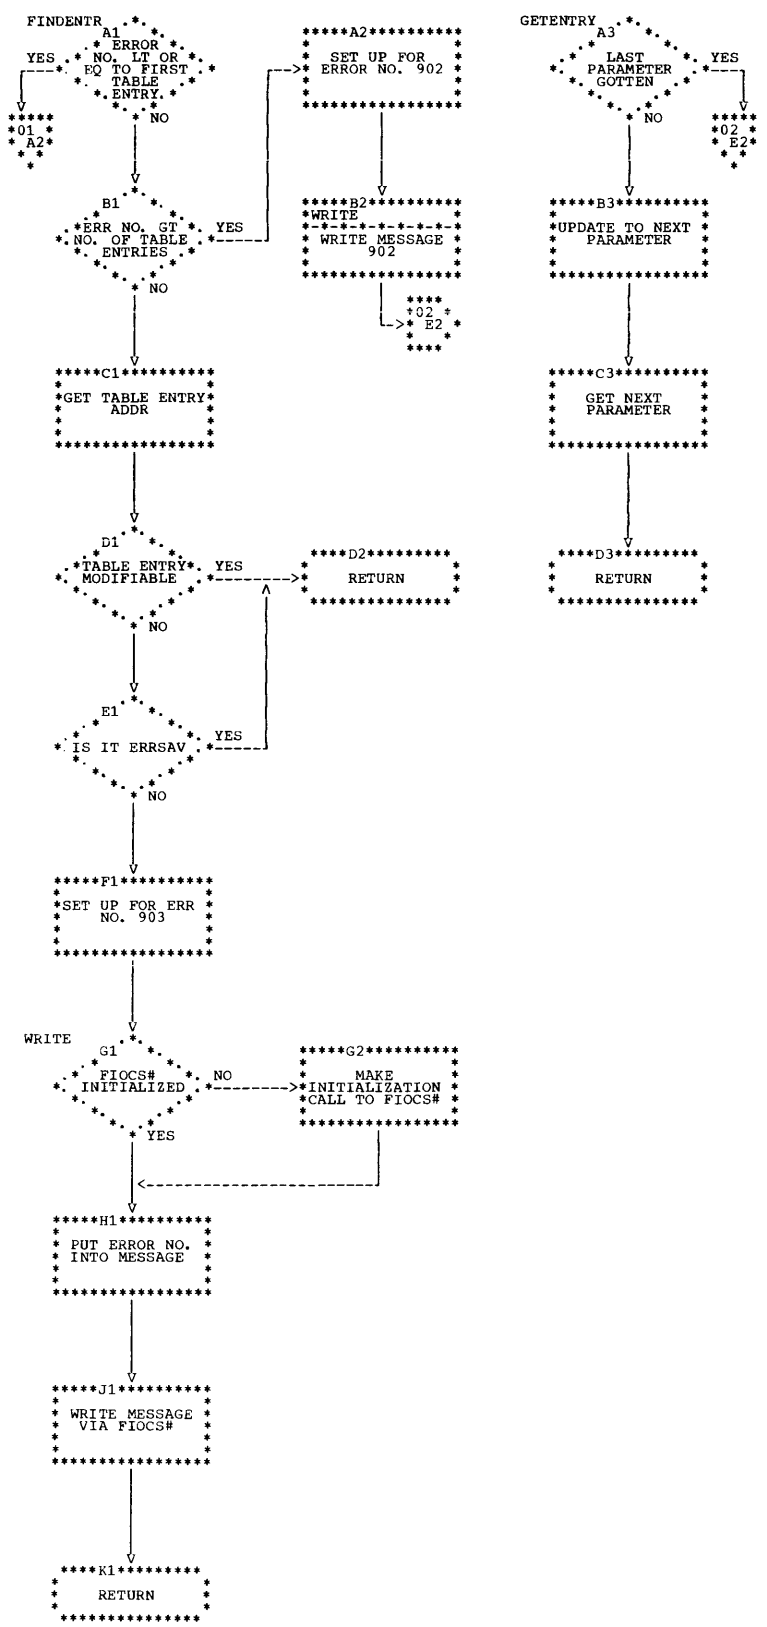 FINDENTR
A1
ERROR
NO. LT OR
EQ TO FIRST
TABLE
ENTRY.
YES
NO
01
A2
A2
SET UP FOR
ERROR NO. 902
B1
ERR NO. GT
NO. OF TABLE
ENTRIES
YES
NO
B2
WRITE
WRITE MESSAGE
902
02
E2
C1
GET TABLE ENTRY
ADDR
D1
TABLE ENTRY
MODIFIABLE
YES
NO
D2
RETURN
E1
IS IT ERRSAV
YES
NO
F1
SET UP FOR ERR
NO. 903
WRITE
G1
FIOCS#
INITIALIZED
NO
YES
G2
MAKE
INITIALIZATION
CALL TO FIOCS#
H1
PUT ERROR NO.
INTO MESSAGE
J1
WRITE MESSAGE
VIA FIOCS#
K1
RETURN
GETENTRY
A3
LAST
PARAMETER
GOTTEN
YES
NO
02
E2
B3
UPDATE TO NEXT
PARAMETER
C3
GET NEXT
PARAMETER
D3
RETURN